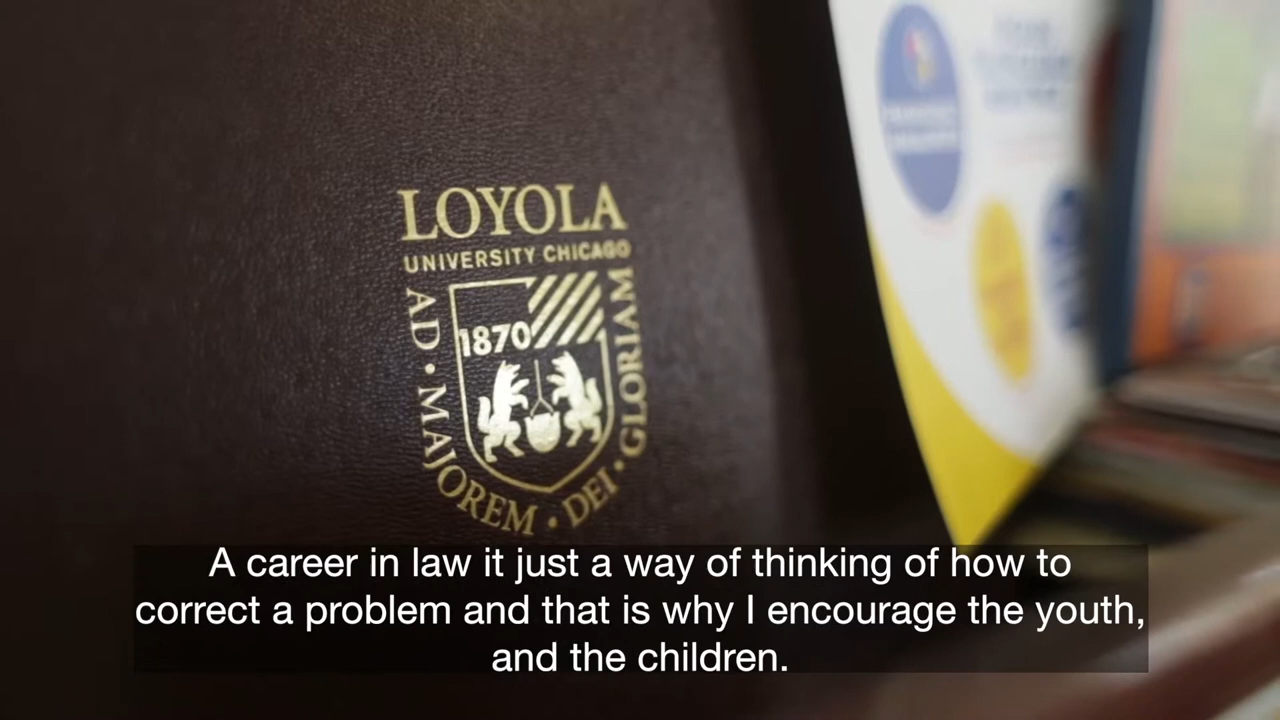 LOYOLA
UNIVERSITY CHICAGO
AD · MAJOREM · DEI · GLORIAM
1870
A career in law it just a way of thinking of how to
correct a problem and that is why I encourage the youth,
and the children.